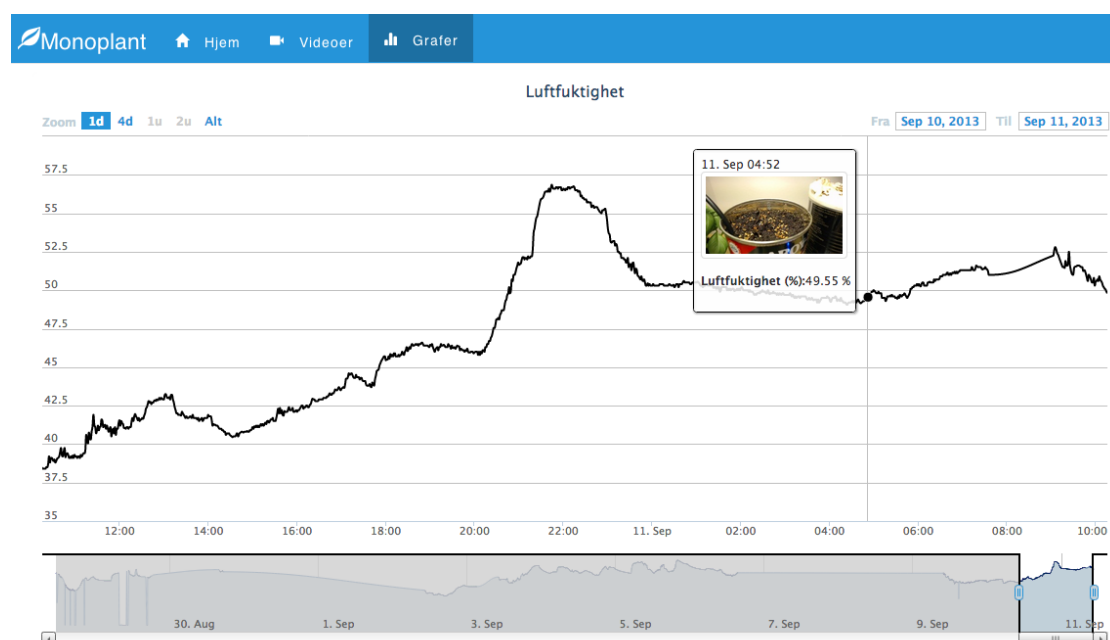 Monoplant Hjem Videoer Grafer
Luftfuktighet
Zoom 1d 4d 1u 2u Alt Fra Sep 10, 2013 Til Sep 11, 2013
57.5
55
52.5
50
47.5
45
42.5
40
37.5
35
11. Sep 04:52
Luftfuktighet (%):49.55 %
12:00 14:00 16:00 18:00 20:00 22:00 11. Sep 02:00 04:00 06:00 08:00 10:00
30. Aug 1. Sep 3. Sep 5. Sep 7. Sep 9. Sep 11. Sep